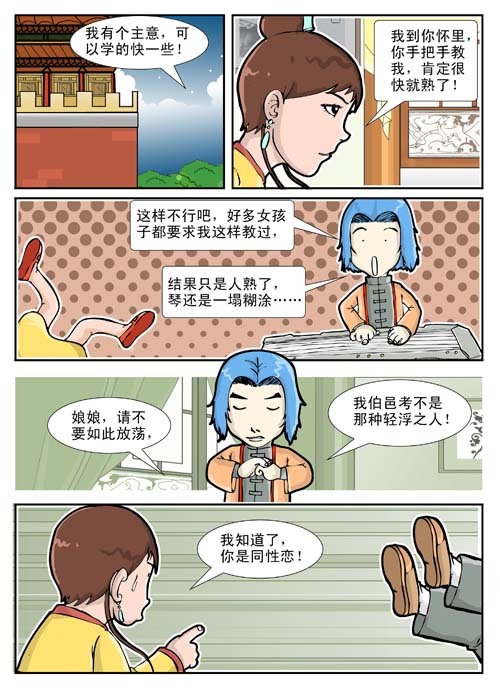 我有个主意，可
以学的快一些！
我到你怀里，
你手把手教
我，肯定很
快就熟了！
这样不行吧，好多女孩
子都要求我这样教过，
结果只是人熟了，
琴还是一塌糊涂……
娘娘，请不
要如此放荡，
我伯邑考不是
那种轻浮之人！
我知道了，
你是同性恋！